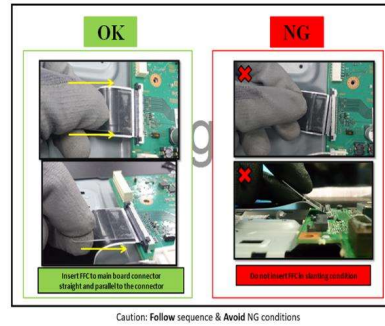 OK
NG
Insert FFC to main board connector
straight and parallel to the connector
Do not insert FFC in slanting condition
Caution: Follow sequence & Avoid NG conditions